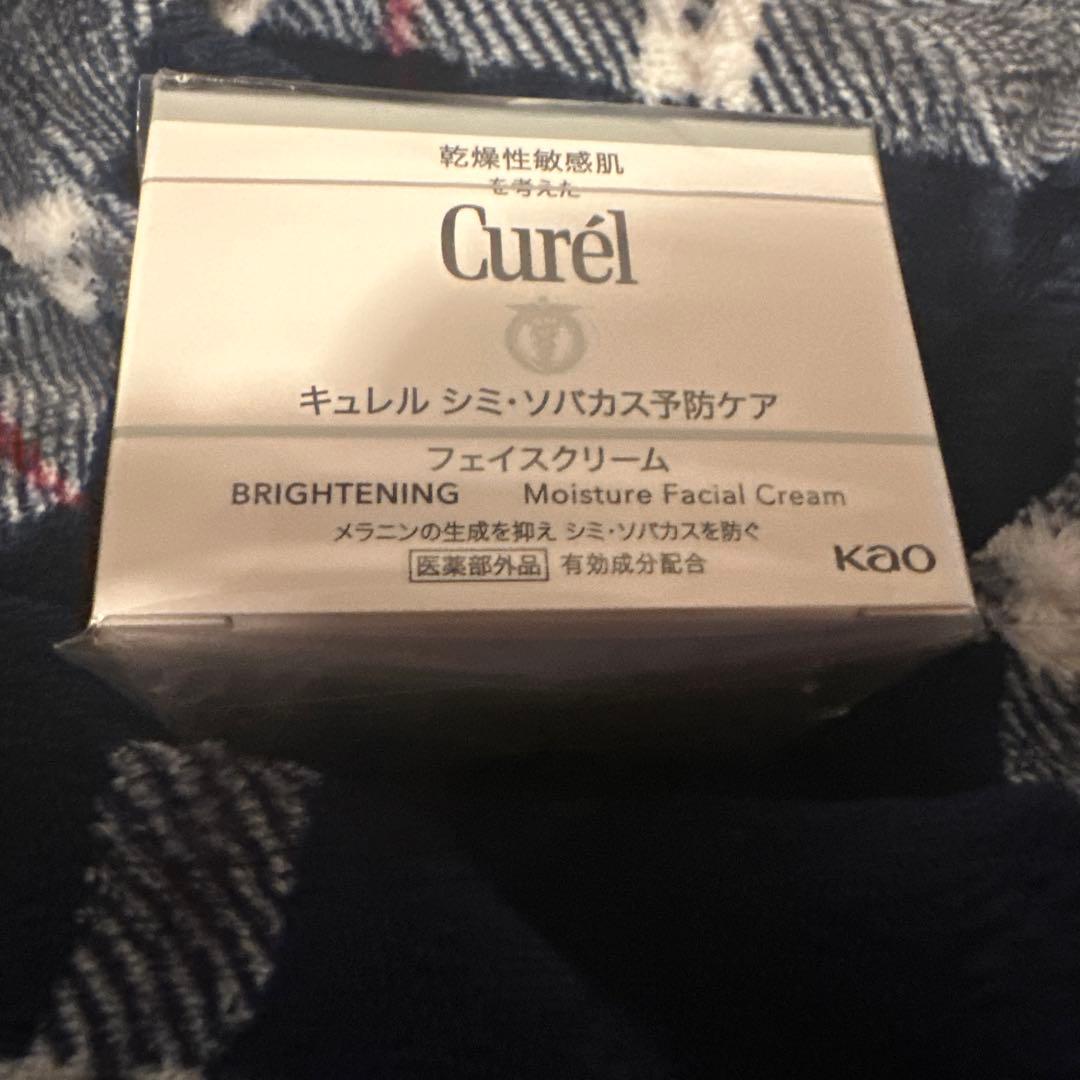 乾燥性敏感肌
を考えた
Curél
キュレル シミ・ソバカス予防ケア
フェイスクリーム
BRIGHTENING Moisture Facial Cream
メラニンの生成を抑え シミ・ソバカスを防ぐ
医薬部外品 有効成分配合
Kao